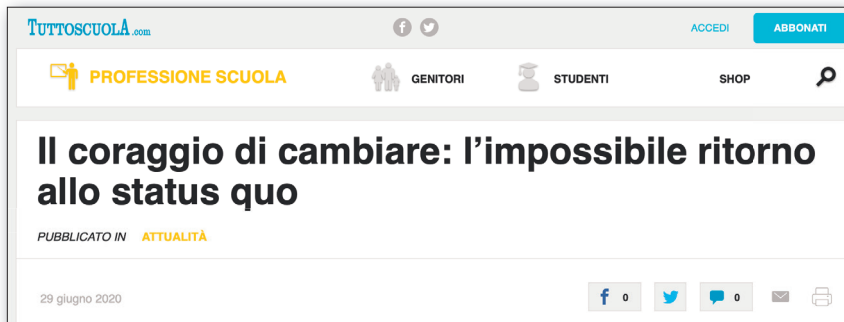 TUTTOSCUOLA.com
ACCEDI
ABBONATI
PROFESSIONE SCUOLA
GENITORI
STUDENTI
SHOP
Il coraggio di cambiare: l'impossibile ritorno
allo status quo
PUBBLICATO IN ATTUALITÀ
29 giugno 2020
0
0